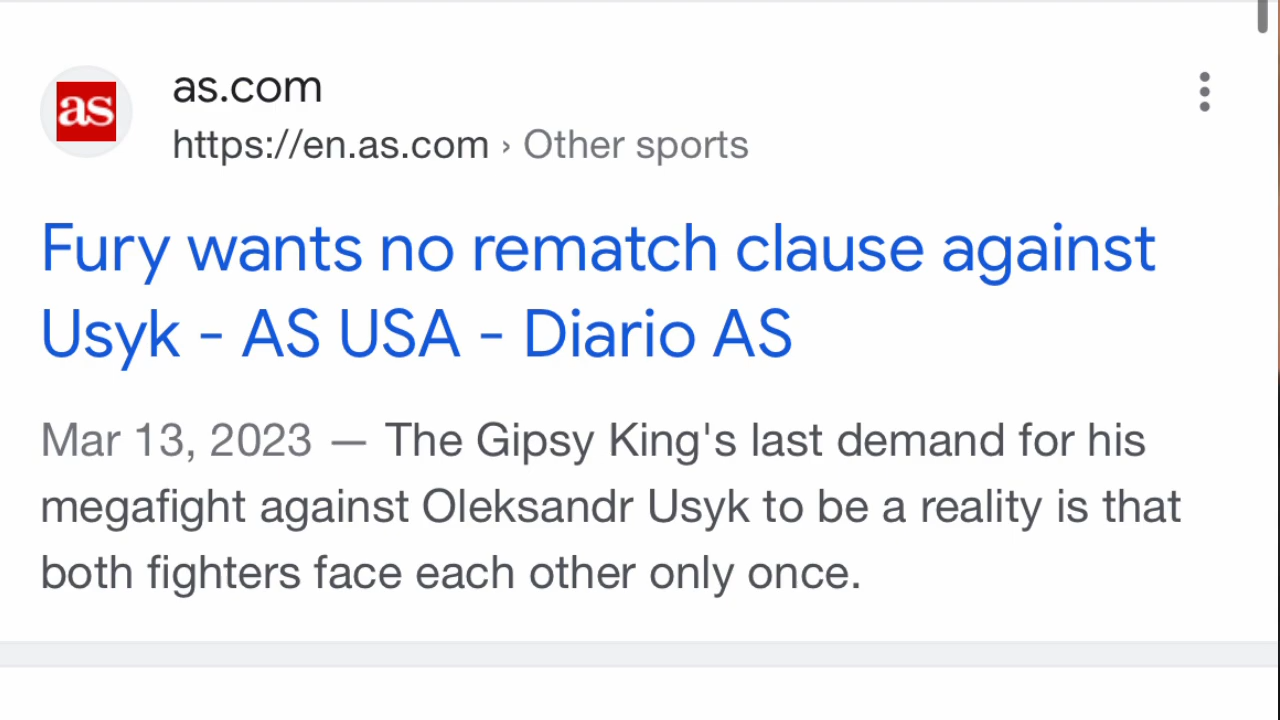 as
as.com
https://en.as.com › Other sports
Fury wants no rematch clause against
Usyk - AS USA - Diario AS
Mar 13, 2023 — The Gipsy King's last demand for his
megafight against Oleksandr Usyk to be a reality is that
both fighters face each other only once.